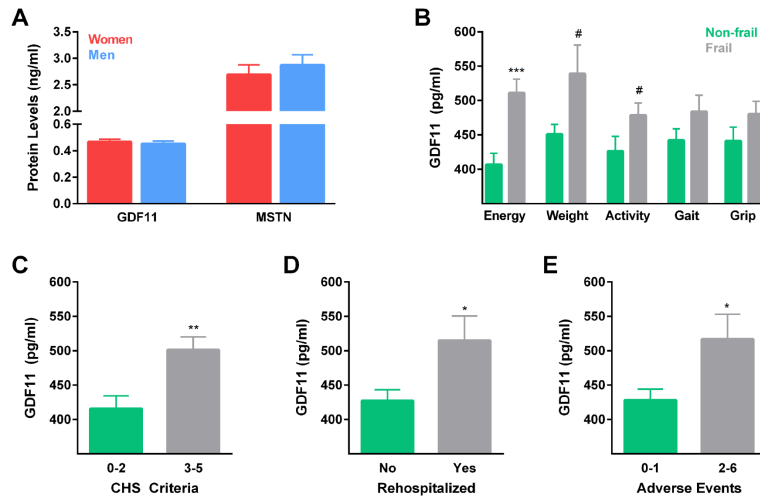 A
Women
Men
Protein Levels (ng/ml)
3.0
2.5
2.0
0.6
0.4
0.2
0.0
GDF11
MSTN
B
Non-frail
Frail
GDF11 (pg/ml)
600
550
500
450
400
***
#
#
Energy
Weight
Activity
Gait
Grip
C
GDF11 (pg/ml)
600
550
500
450
400
**
0-2
3-5
CHS Criteria
D
GDF11 (pg/ml)
600
550
500
450
400
*
No
Yes
Rehospitalized
E
GDF11 (pg/ml)
600
550
500
450
400
*
0-1
2-6
Adverse Events